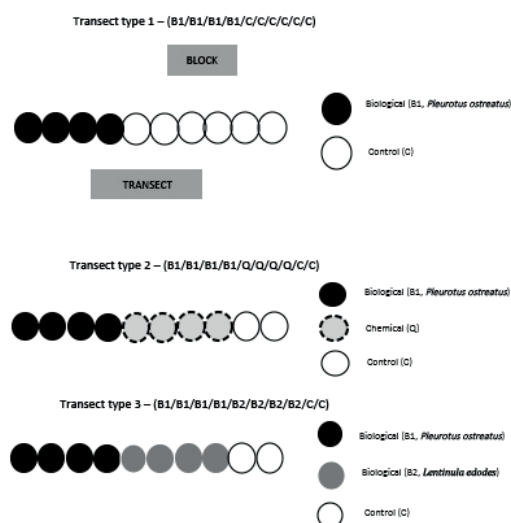 Transect type 1 – (B1/B1/B1/B1/C/C/C/C/C/C)
BLOCK
Biological (B1, Pleurotus ostreatus)
Control (C)
TRANSECT
Transect type 2 – (B1/B1/B1/B1/Q/Q/Q/Q/C/C)
Biological (B1, Pleurotus ostreatus)
Chemical (Q)
Control (C)
Transect type 3 – (B1/B1/B1/B1/B2/B2/B2/B2/C/C)
Biological (B1, Pleurotus ostreatus)
Biological (B2, Lentinula edodes)
Control (C)